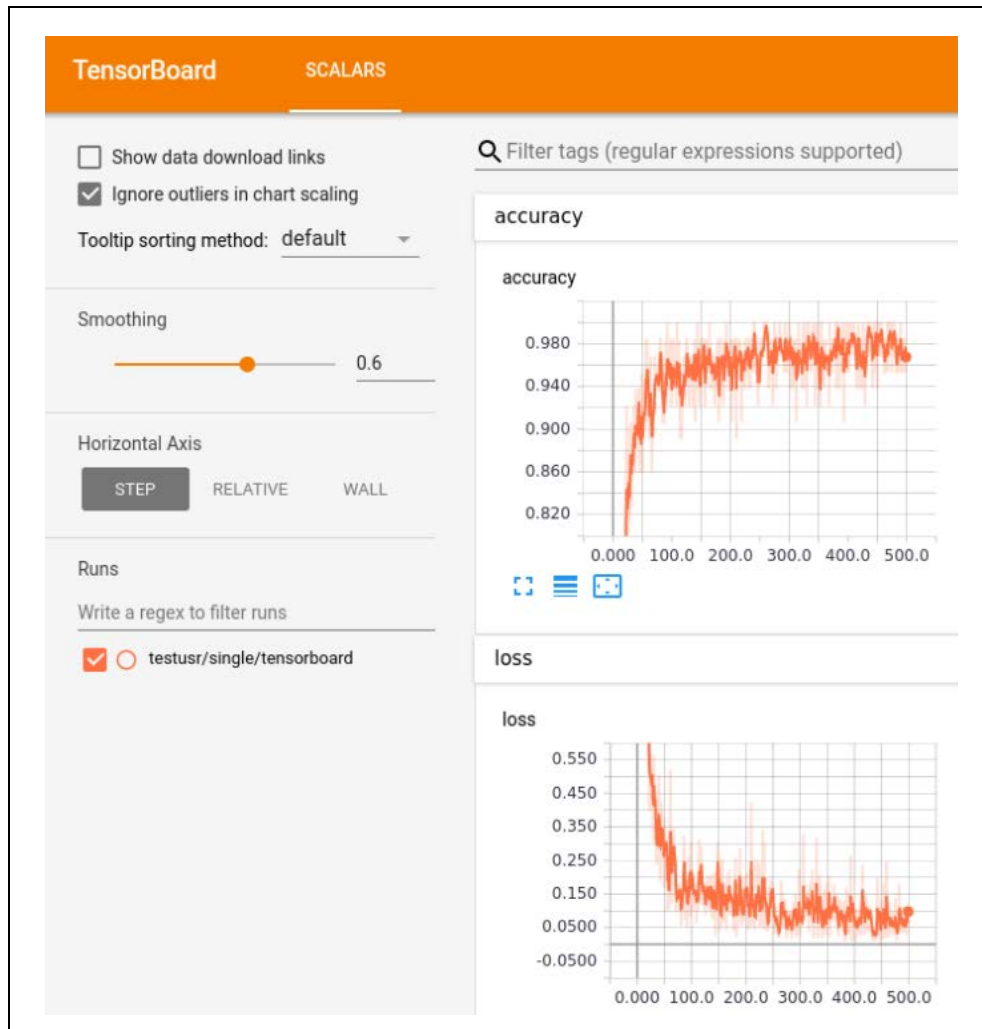 TensorBoard SCALARS
Show data download links
Ignore outliers in chart scaling
Tooltip sorting method: default
Smoothing
0.6
Horizontal Axis
STEP RELATIVE WALL
Runs
Write a regex to filter runs
testusr/single/tensorboard
Filter tags (regular expressions supported)
accuracy
accuracy
0.980
0.940
0.900
0.860
0.820
0.000 100.0 200.0 300.0 400.0 500.0
loss
loss
0.550
0.450
0.350
0.250
0.150
0.0500
-0.0500
0.000 100.0 200.0 300.0 400.0 500.0